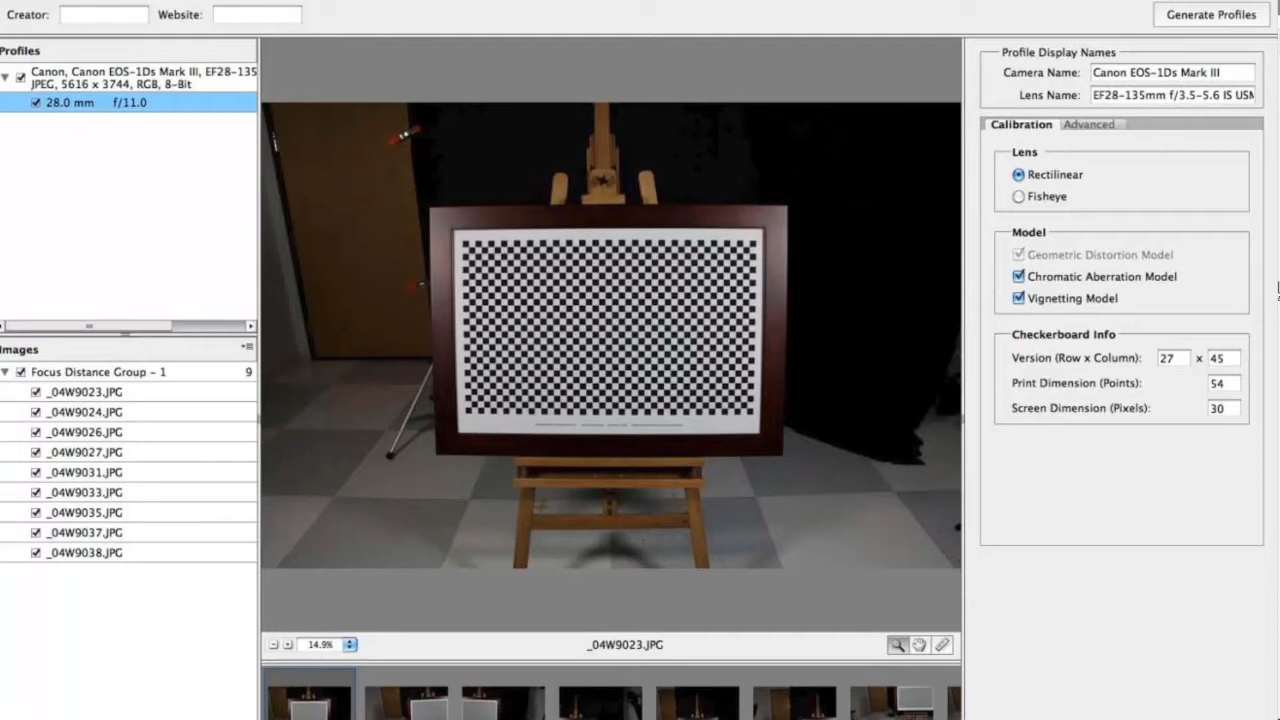 Creator: Website: Generate Profiles
Profiles
Canon, Canon EOS-1Ds Mark III, EF28-135
JPEG, 5616 x 3744, RGB, 8-Bit
28.0 mm f/11.0
Images
Focus Distance Group - 1 9
_04W9023.JPG
_04W9024.JPG
_04W9026.JPG
_04W9027.JPG
_04W9031.JPG
_04W9033.JPG
_04W9035.JPG
_04W9037.JPG
_04W9038.JPG
14.9% _04W9023.JPG
Profile Display Names
Camera Name: Canon EOS-1Ds Mark III
Lens Name: EF28-135mm f/3.5-5.6 IS USM
Calibration Advanced
Lens
Rectilinear
Fisheye
Model
Geometric Distortion Model
Chromatic Aberration Model
Vignetting Model
Checkerboard Info
Version (Row x Column): 27 x 45
Print Dimension (Points): 54
Screen Dimension (Pixels): 30